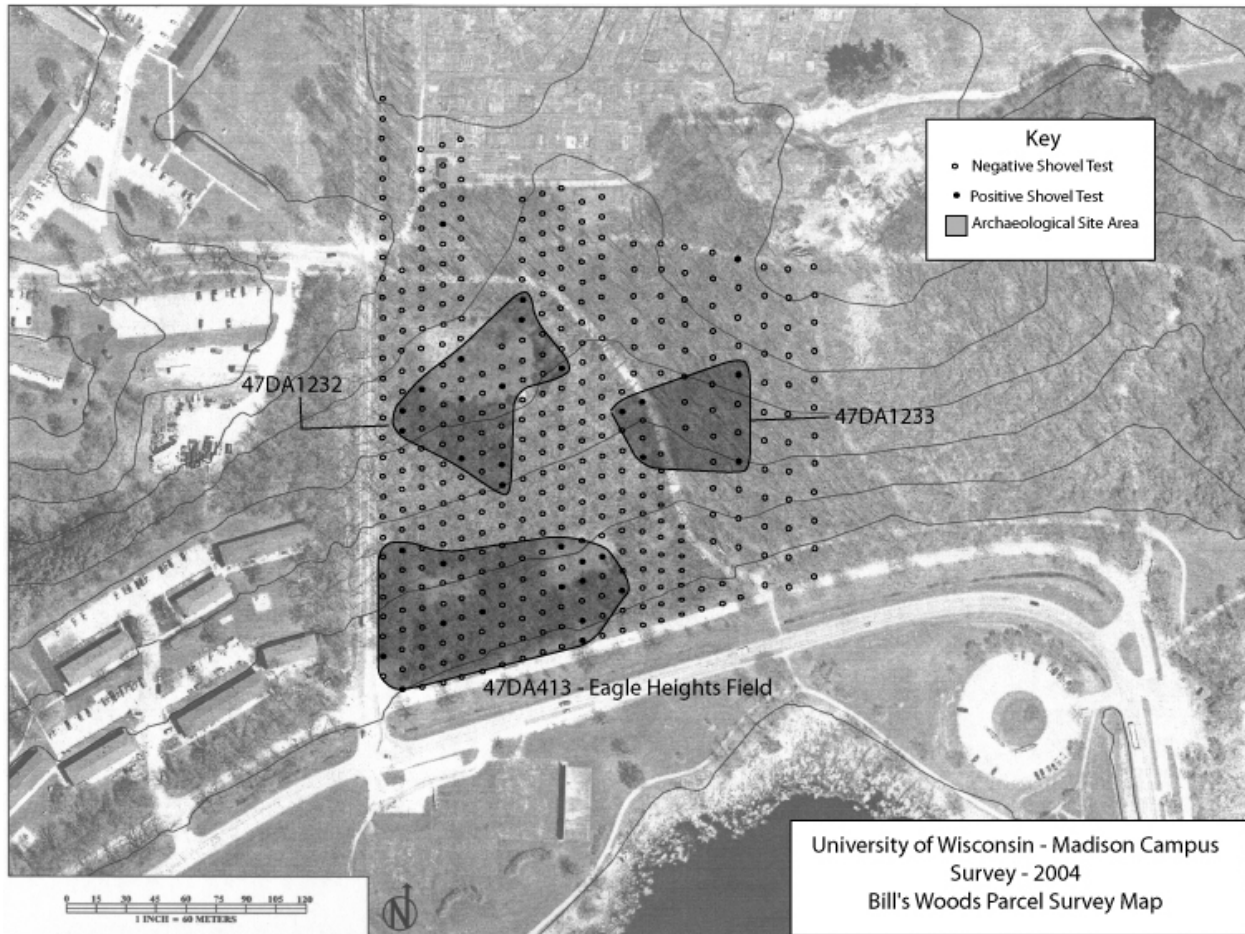 Key
Negative Shovel Test
Positive Shovel Test
Archaeological Site Area
47DA1232
47DA1233
47DA413 - Eagle Heights Field
0 15 30 45 60 75 90 105 120
1 INCH = 60 METERS
N
University of Wisconsin - Madison Campus
Survey - 2004
Bill's Woods Parcel Survey Map